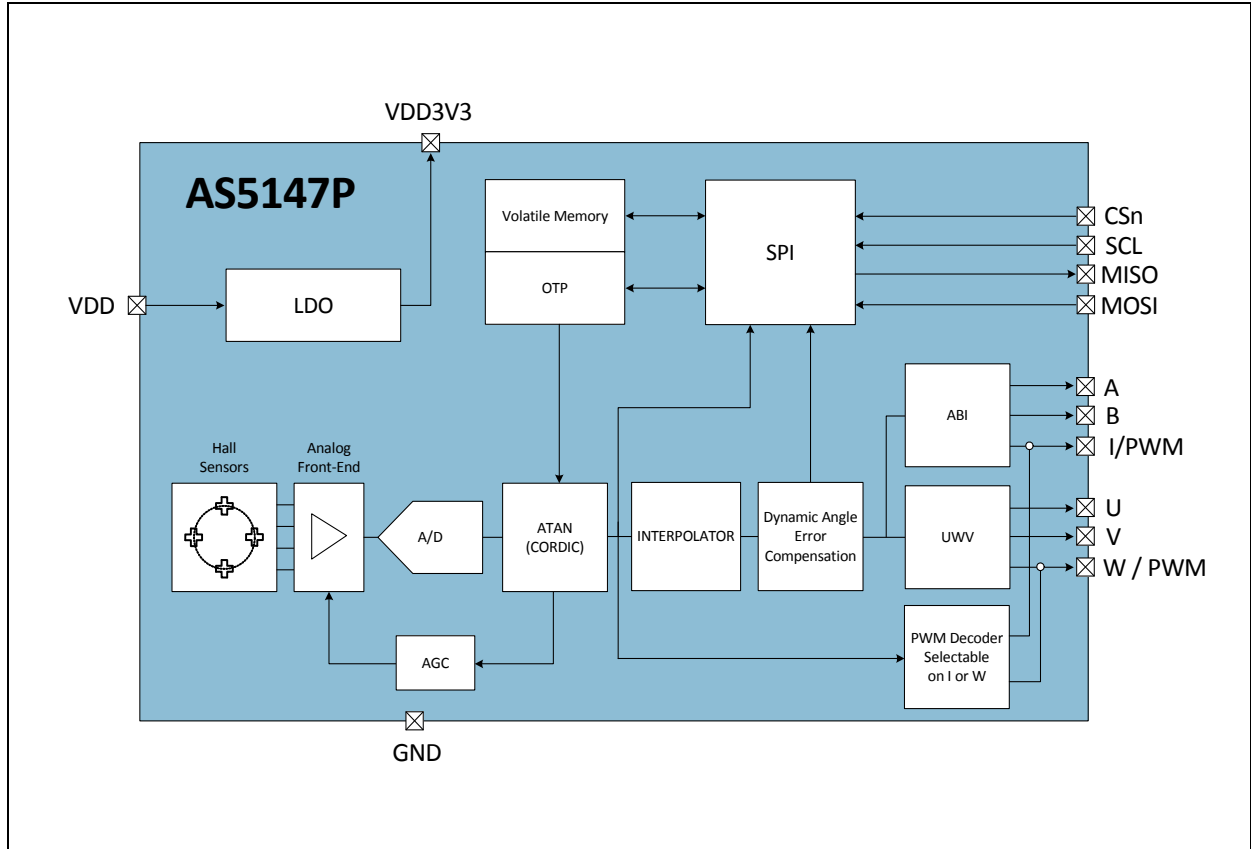 VDD3V3
AS5147P
Volatile Memory
OTP
SPI
CSn
SCL
MISO
MOSI
VDD
LDO
A
B
I/PWM
ABI
Hall
Sensors
Analog
Front-End
A/D
ATAN
(CORDIC)
INTERPOLATOR
Dynamic Angle
Error
Compensation
UWV
U
V
W / PWM
AGC
PWM Decoder
Selectable
on I or W
GND